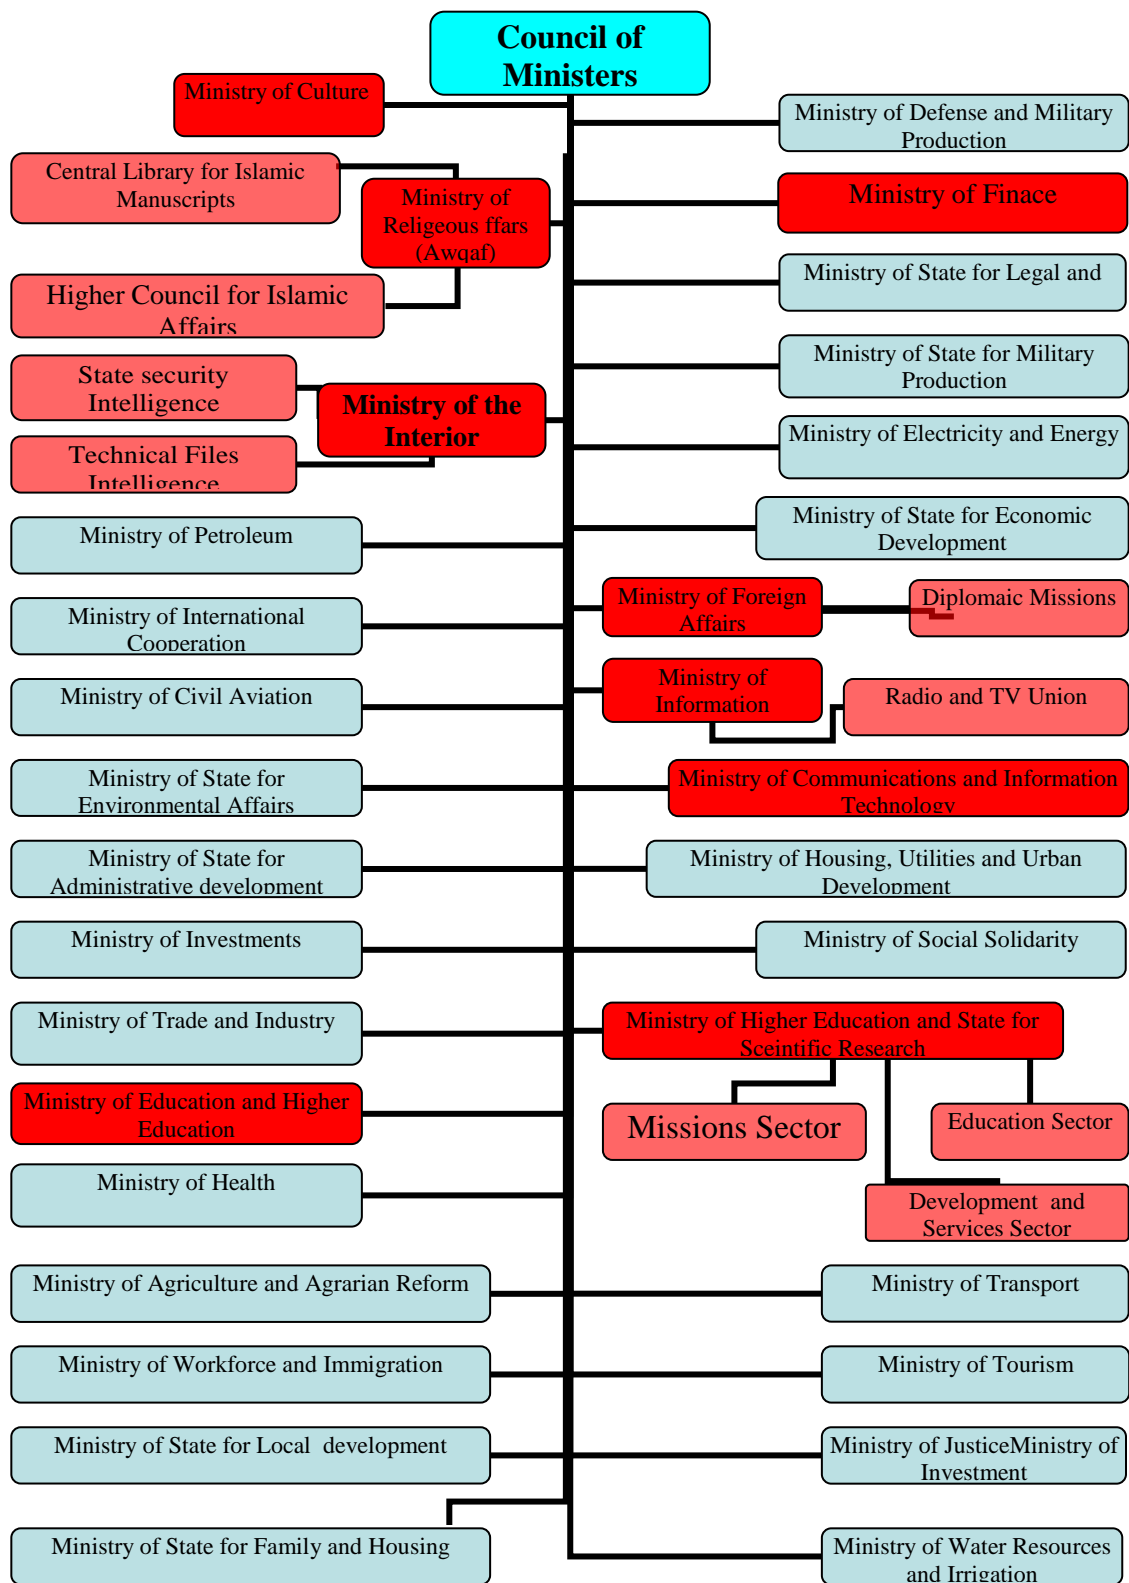 Council of
Ministers
Ministry of Culture
Ministry of Defense and Military
Production
Central Library for Islamic
Manuscripts
Ministry of
Religeous ffars
(Awqaf)
Ministry of Finace
Higher Council for Islamic
Affairs
Ministry of State for Legal and
State security
Intelligence
Ministry of the
Interior
Ministry of State for Military
Production
Technical Files
Intelligence
Ministry of Electricity and Energy
Ministry of Petroleum
Ministry of State for Economic
Development
Ministry of International
Cooperation
Ministry of Foreign
Affairs
Diplomaic Missions
Ministry of Civil Aviation
Ministry of
Information
Radio and TV Union
Ministry of State for
Environmental Affairs
Ministry of Communications and Information
Technology
Ministry of State for
Administrative development
Ministry of Housing, Utilities and Urban
Development
Ministry of Investments
Ministry of Social Solidarity
Ministry of Trade and Industry
Ministry of Higher Education and State for
Sceintific Research
Ministry of Education and Higher
Education
Missions Sector
Education Sector
Ministry of Health
Development and
Services Sector
Ministry of Agriculture and Agrarian Reform
Ministry of Transport
Ministry of Workforce and Immigration
Ministry of Tourism
Ministry of State for Local development
Ministry of JusticeMinistry of
Investment
Ministry of State for Family and Housing
Ministry of Water Resources
and Irrigation